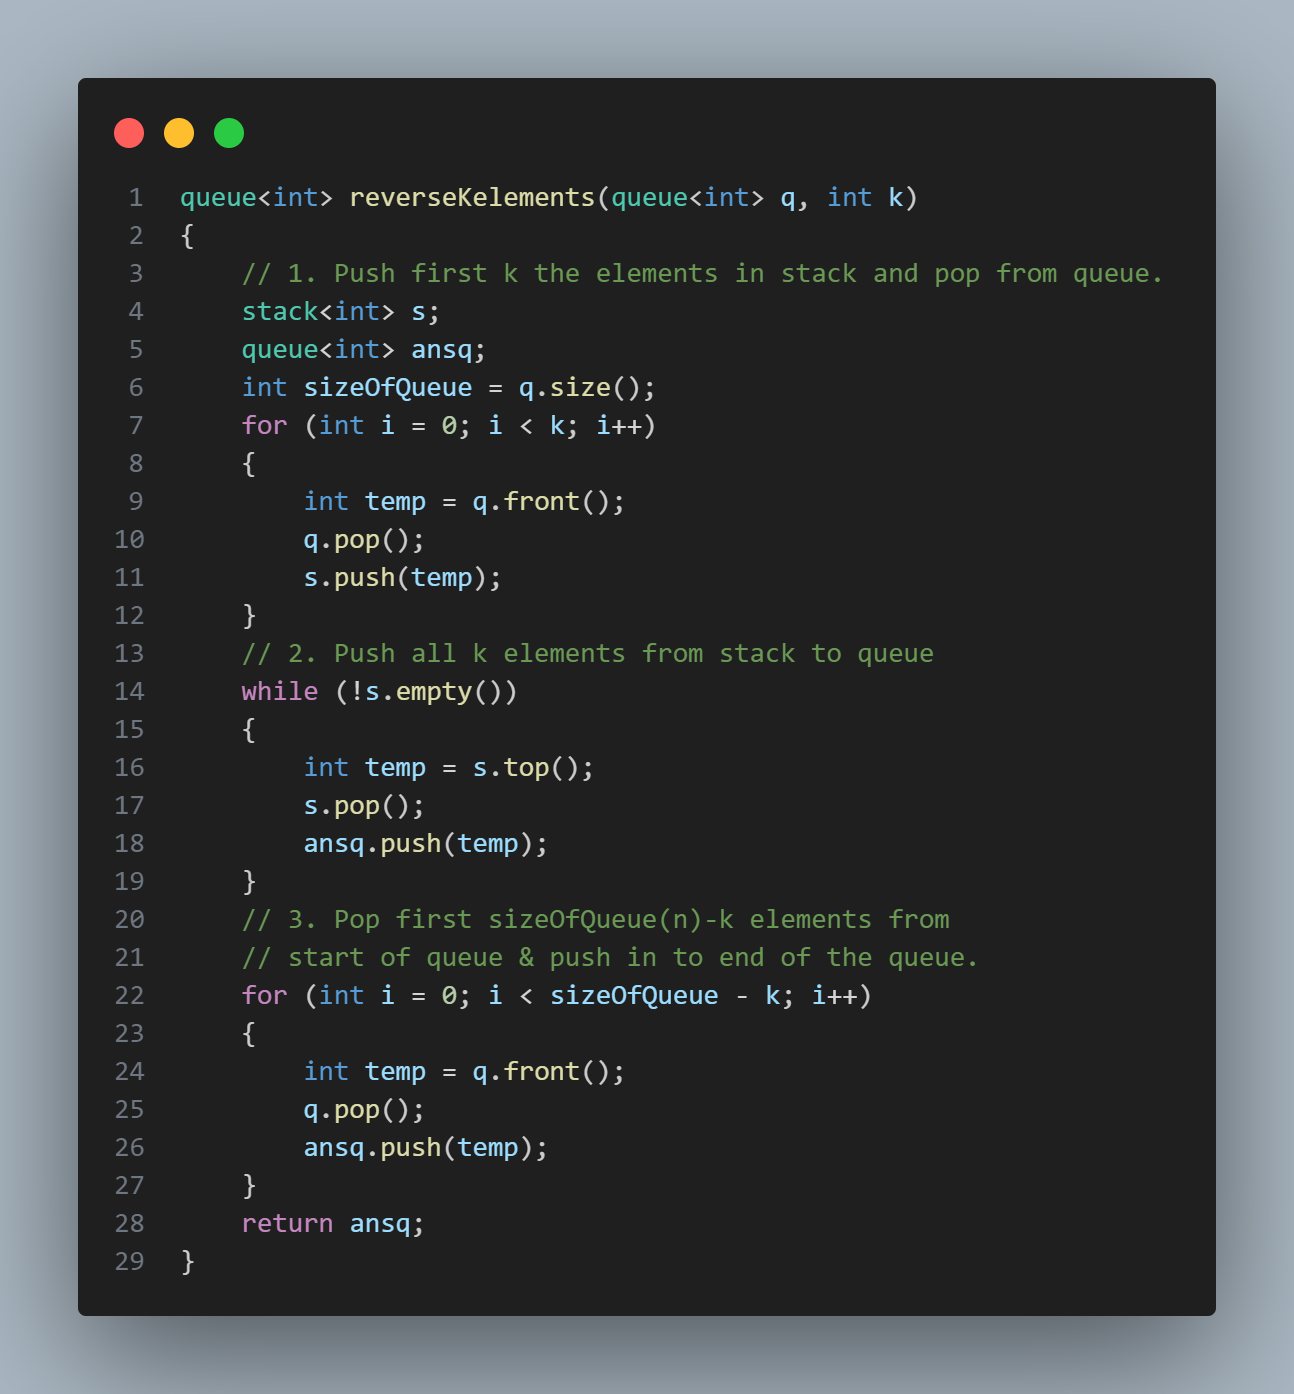 1 queue<int> reverseKelements(queue<int> q, int k)
2 {
3     // 1. Push first k the elements in stack and pop from queue.
4     stack<int> s;
5     queue<int> ansq;
6     int sizeOfQueue = q.size();
7     for (int i = 0; i < k; i++)
8     {
9         int temp = q.front();
10         q.pop();
11         s.push(temp);
12     }
13     // 2. Push all k elements from stack to queue
14     while (!s.empty())
15     {
16         int temp = s.top();
17         s.pop();
18         ansq.push(temp);
19     }
20     // 3. Pop first sizeOfQueue(n)-k elements from
21     // start of queue & push in to end of the queue.
22     for (int i = 0; i < sizeOfQueue - k; i++)
23     {
24         int temp = q.front();
25         q.pop();
26         ansq.push(temp);
27     }
28     return ansq;
29 }